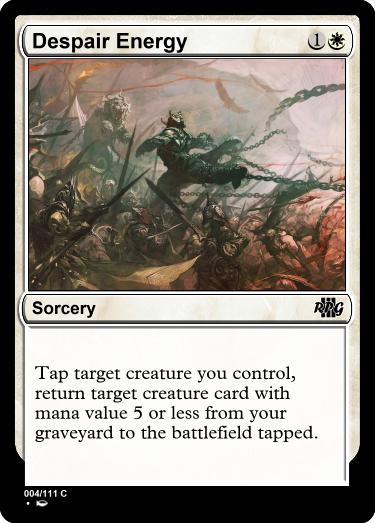 Despair Energy 1
Sorcery RPG
Tap target creature you control,
return target creature card with
mana value 5 or less from your
graveyard to the battlefield tapped.
004/111 C